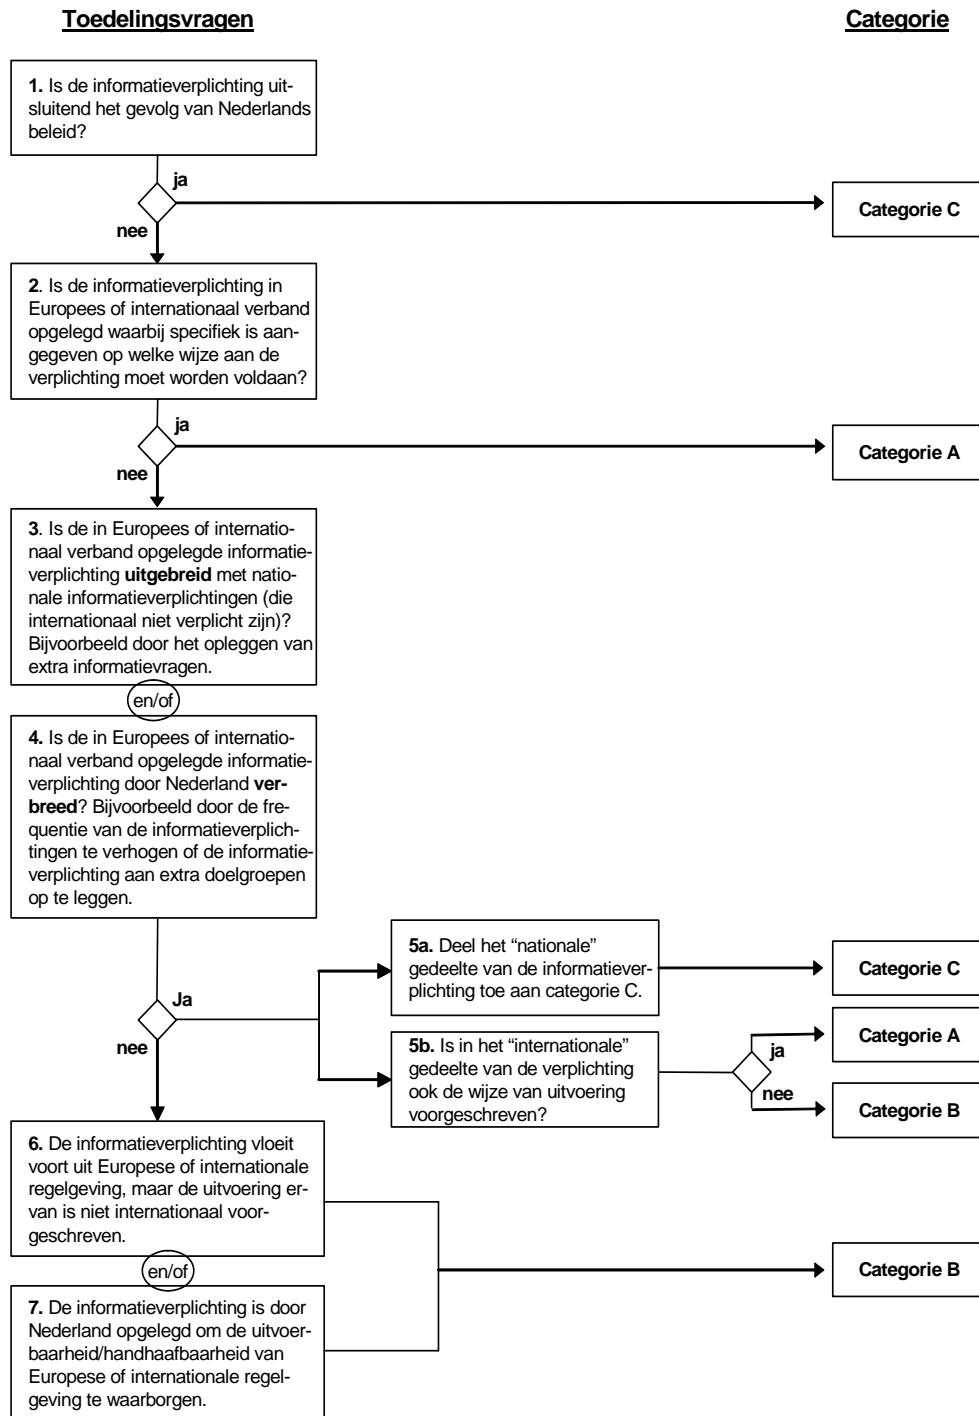 Toedelingsvragen
Categorie
1. Is de informatieverplichting uit-
sluitend het gevolg van Nederlands
beleid?
ja
nee
Categorie C
2. Is de informatieverplichting in
Europees of internationaal verband
opgelegd waarbij specifiek is aan-
gegeven op welke wijze aan de
verplichting moet worden voldaan?
ja
nee
Categorie A
3. Is de in Europees of internatio-
naal verband opgelegde informatie-
verplichting uitgebreid met natio-
nale informatieverplichtingen (die
internationaal niet verplicht zijn)?
Bijvoorbeeld door het opleggen van
extra informatievragen.
en/of
4. Is de in Europees of internatio-
naal verband opgelegde informatie-
verplichting door Nederland ver-
breed? Bijvoorbeeld door de fre-
quentie van de informatieverplich-
tingen te verhogen of de informatie-
verplichting aan extra doelgroepen
op te leggen.
Ja
nee
5a. Deel het “nationale”
gedeelte van de informatiever-
plichting toe aan categorie C.
Categorie C
5b. Is in het “internationale”
gedeelte van de verplichting
ook de wijze van uitvoering
voorgeschreven?
ja
nee
Categorie A
Categorie B
6. De informatieverplichting vloeit
voort uit Europese of internationale
regelgeving, maar de uitvoering er-
van is niet internationaal voor-
geschreven.
en/of
7. De informatieverplichting is door
Nederland opgelegd om de uitvoer-
baarheid/handhaafbaarheid van
Europese of internationale regel-
geving te waarborgen.
Categorie B